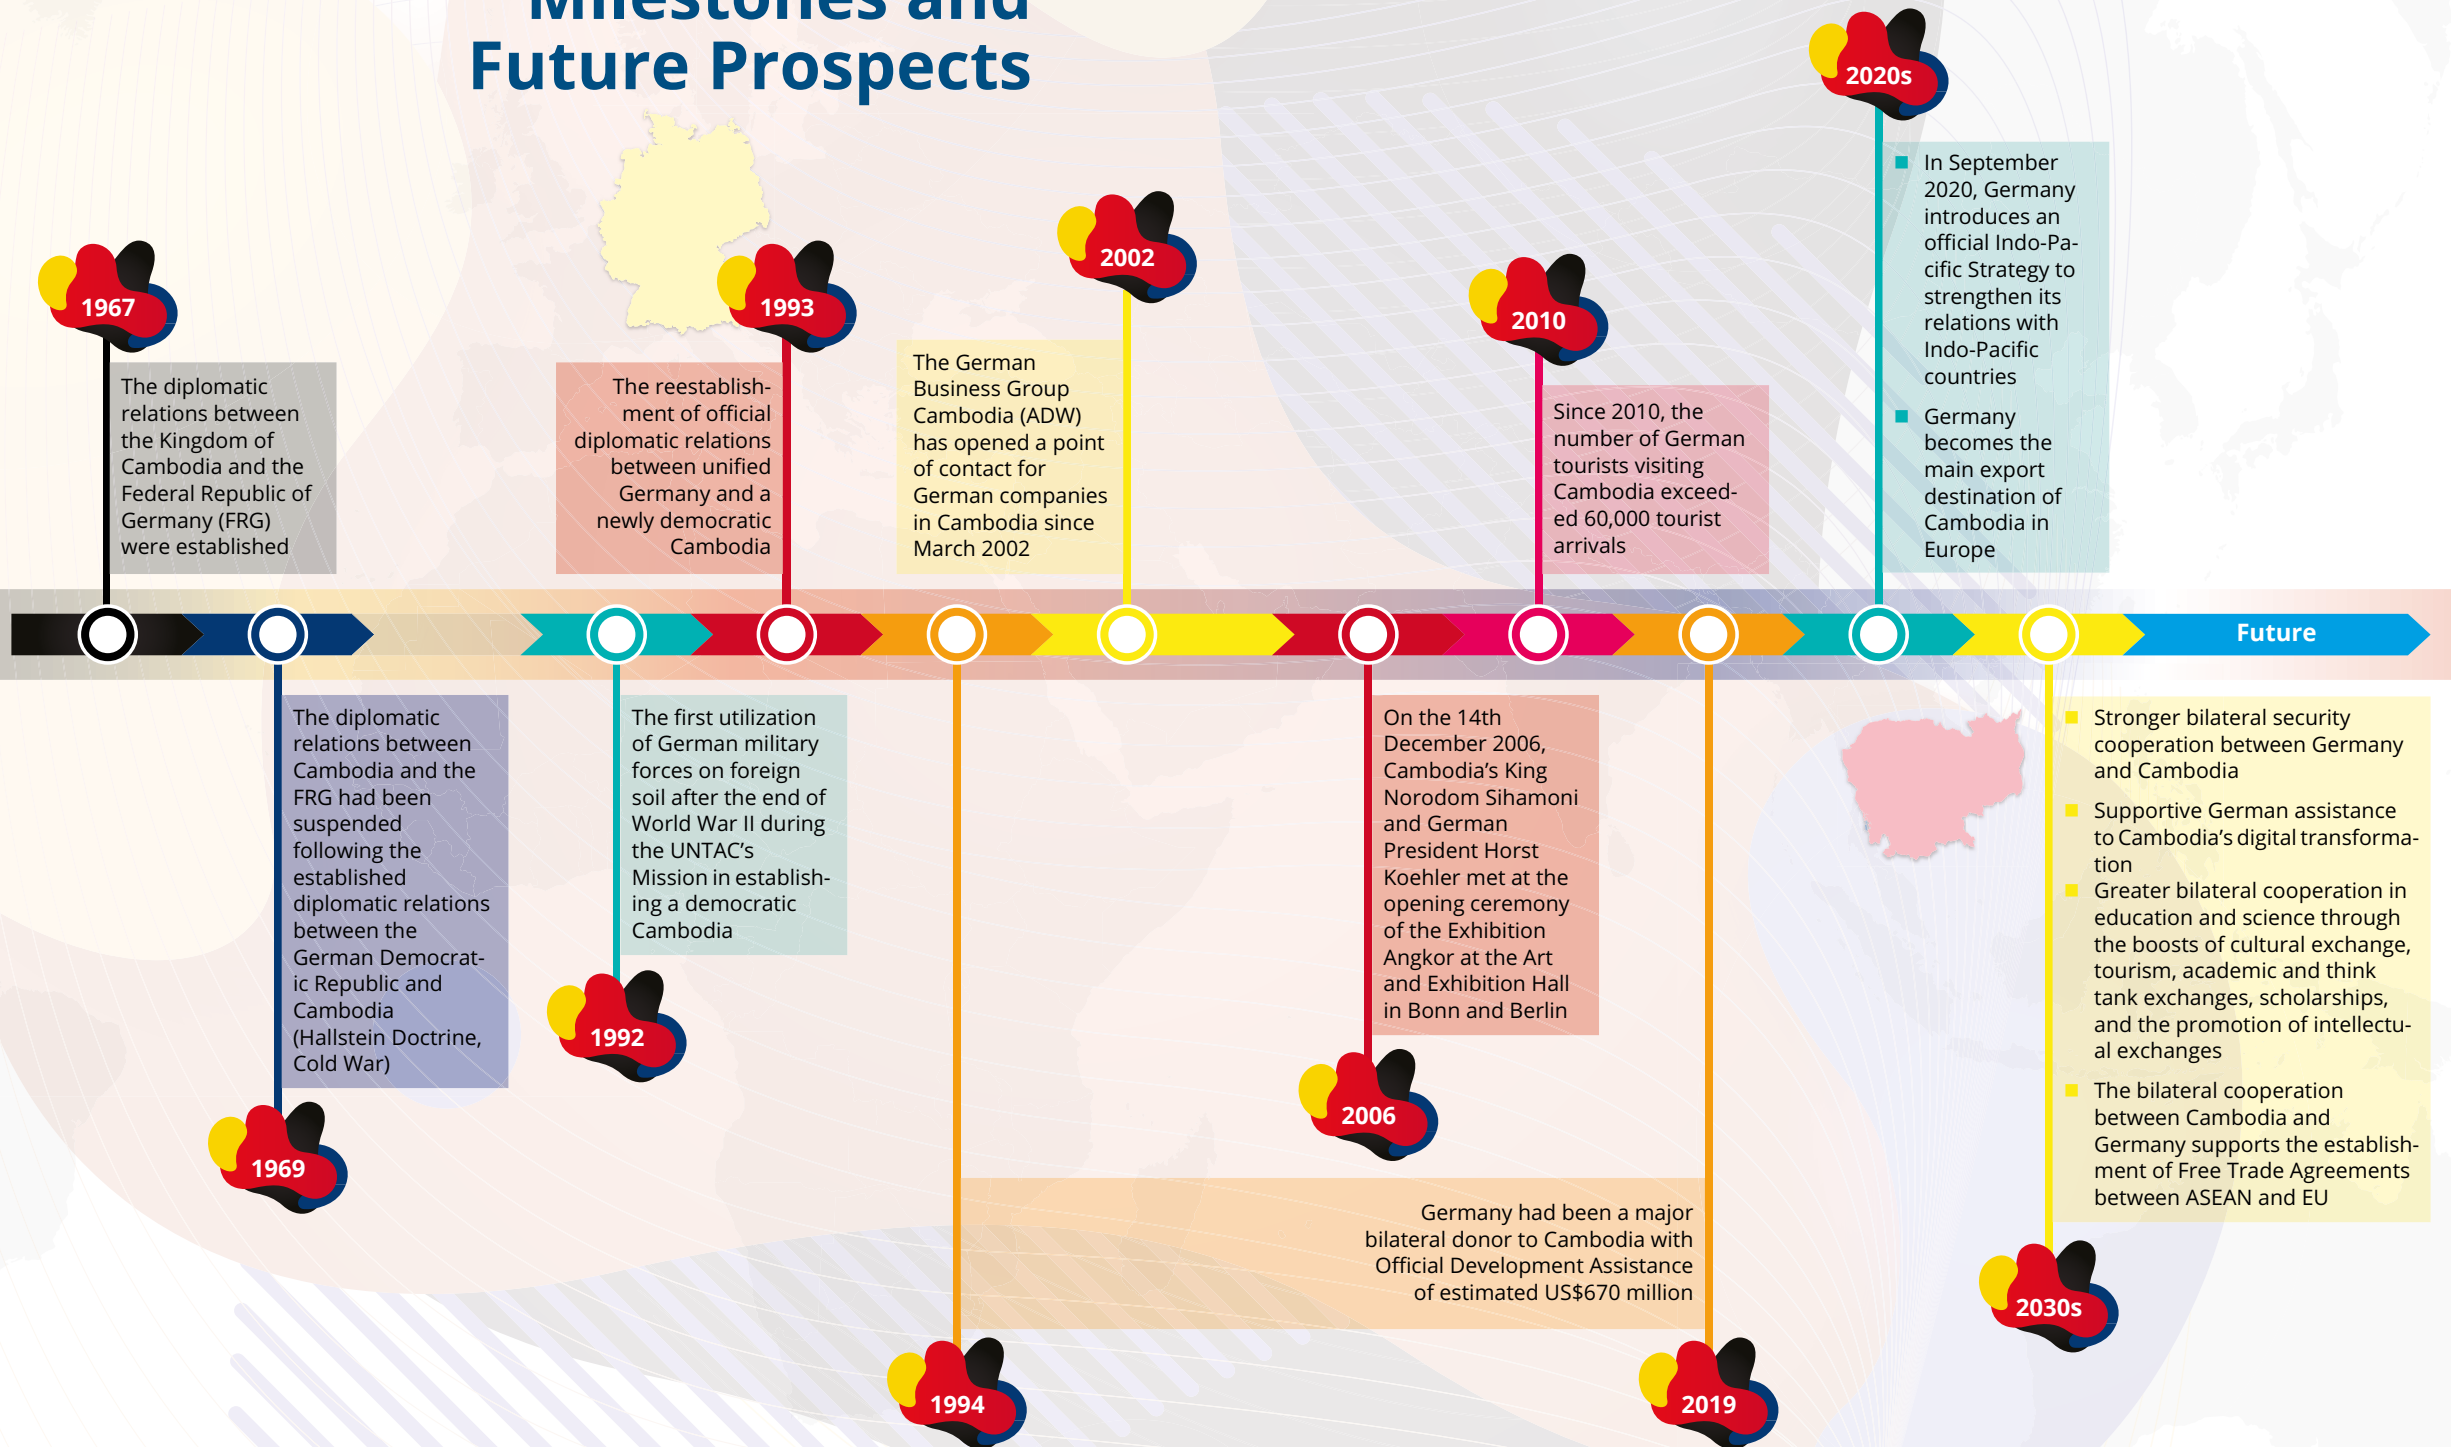 Milestones and
Future Prospects
1967
The diplomatic
relations between
the Kingdom of
Cambodia and the
Federal Republic of
Germany (FRG)
were established
1993
The reestablish-
ment of official
diplomatic relations
between unified
Germany and a
newly democratic
Cambodia
2002
The German
Business Group
Cambodia (ADW)
has opened a point
of contact for
German companies
in Cambodia since
March 2002
2010
Since 2010, the
number of German
tourists visiting
Cambodia exceed-
ed 60,000 tourist
arrivals
2020s
In September
2020, Germany
introduces an
official Indo-Pa-
cific Strategy to
strengthen its
relations with
Indo-Pacific
countries
Germany
becomes the
main export
destination of
Cambodia in
Europe
Future
The diplomatic
relations between
Cambodia and the
FRG had been
suspended
following the
established
diplomatic relations
between the
German Democrat-
ic Republic and
Cambodia
(Hallstein Doctrine,
Cold War)
1969
The first utilization
of German military
forces on foreign
soil after the end of
World War II during
the UNTAC’s
Mission in establish-
ing a democratic
Cambodia
1992
On the 14th
December 2006,
Cambodia’s King
Norodom Sihamoni
and German
President Horst
Koehler met at the
opening ceremony
of the Exhibition
Angkor at the Art
and Exhibition Hall
in Bonn and Berlin
2006
Germany had been a major
bilateral donor to Cambodia with
Official Development Assistance
of estimated US$670 million
1994
2019
Stronger bilateral security
cooperation between Germany
and Cambodia
Supportive German assistance
to Cambodia’s digital transforma-
tion
Greater bilateral cooperation in
education and science through
the boosts of cultural exchange,
tourism, academic and think
tank exchanges, scholarships,
and the promotion of intellectu-
al exchanges
The bilateral cooperation
between Cambodia and
Germany supports the establish-
ment of Free Trade Agreements
between ASEAN and EU
2030s